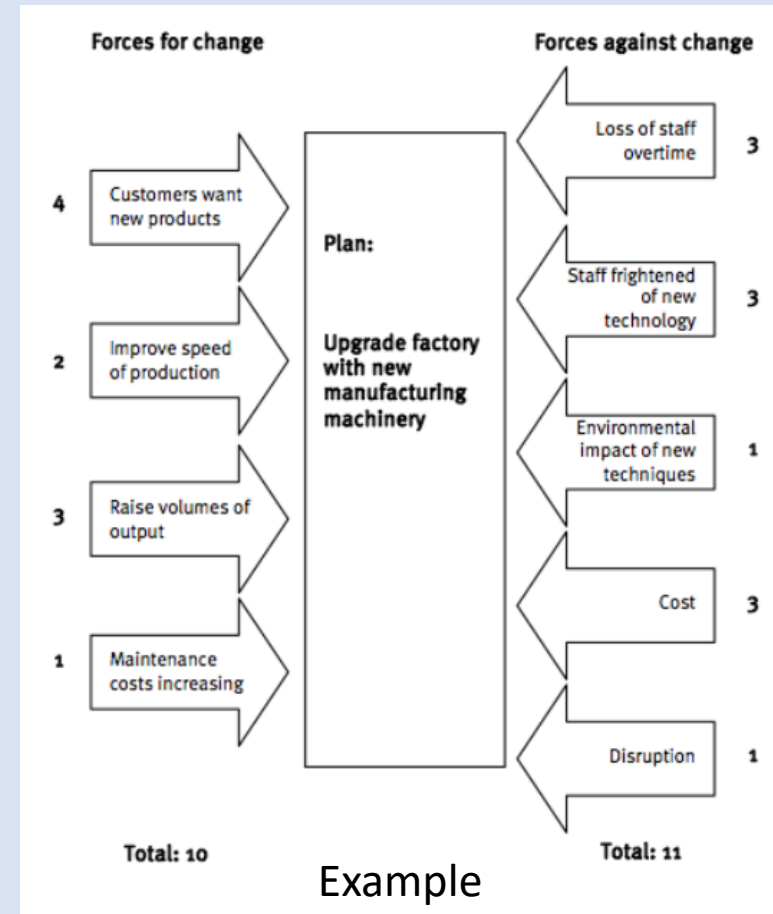 Forces for change
4
Customers want
new products
2
Improve speed
of production
3
Raise volumes of
output
1
Maintenance
costs increasing
Total: 10
Plan:
Upgrade factory
with new
manufacturing
machinery
Forces against change
Loss of staff
overtime
3
Staff frightened
of new
technology
3
Environmental
impact of new
techniques
1
Cost
3
Disruption
1
Total: 11
Example